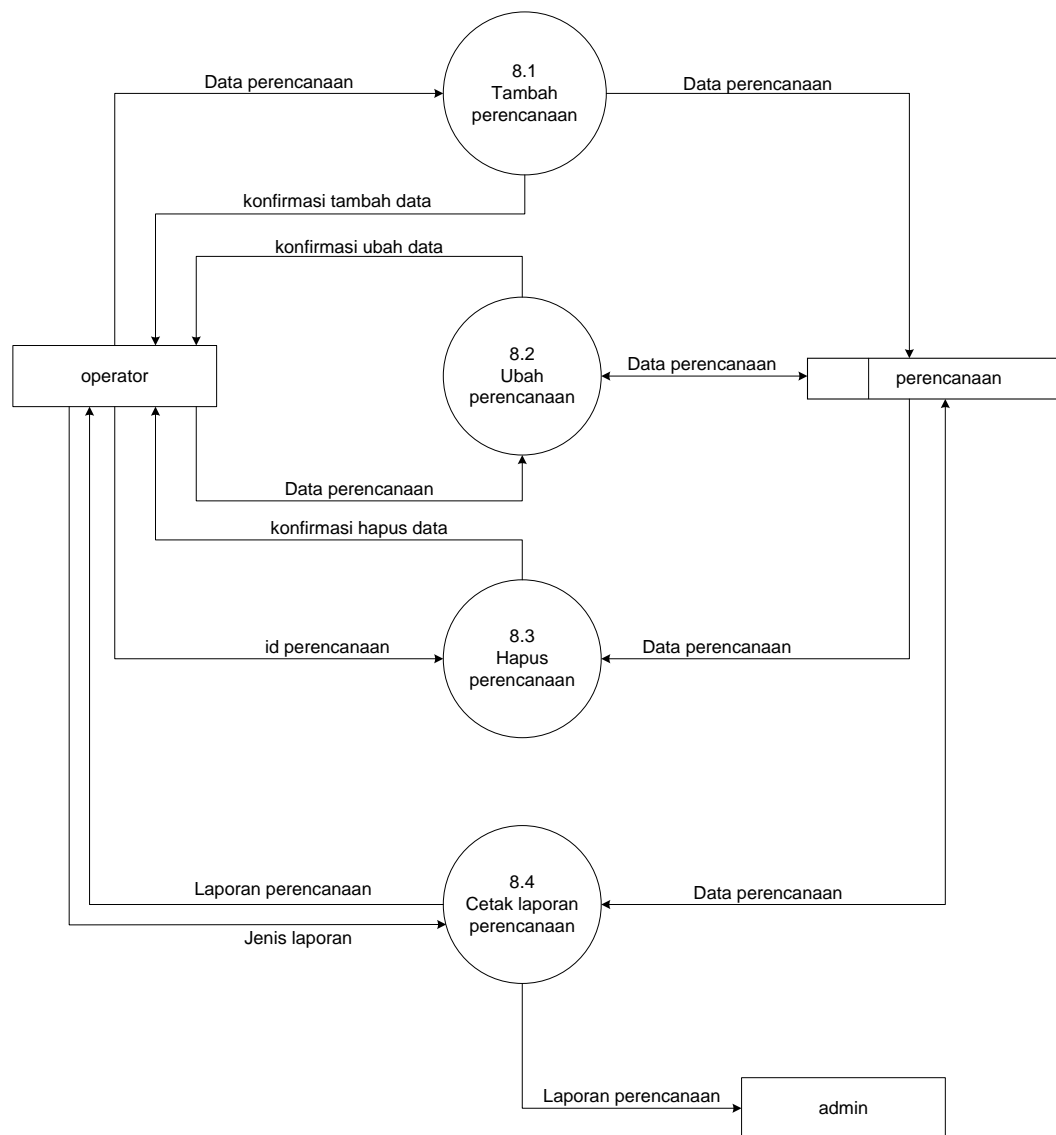 8.1
Tambah
perencanaan
Data perencanaan
Data perencanaan
konfirmasi tambah data
konfirmasi ubah data
8.2
Ubah
perencanaan
operator
Data perencanaan
perencanaan
Data perencanaan
konfirmasi hapus data
8.3
Hapus
perencanaan
id perencanaan
Data perencanaan
8.4
Cetak laporan
perencanaan
Laporan perencanaan
Data perencanaan
Jenis laporan
Laporan perencanaan
admin